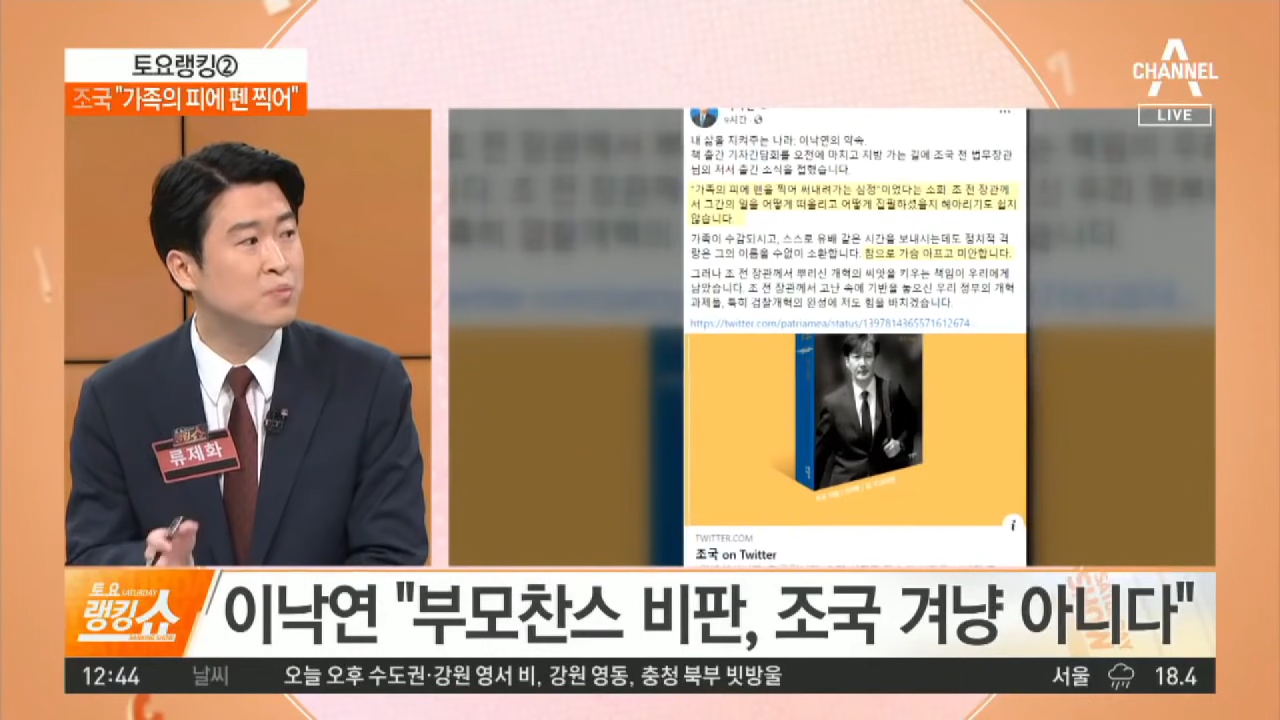 토요랭킹②
조국 "가족의 피에 펜 찍어"
CHANNEL A
LIVE
9시간
내 삶을 지켜주는 나라, 이낙연의 약속.
책 출간 기자간담회를 오전에 마치고 지방 가는 길에 조국 전 법무장관
님의 저서 출간 소식을 접했습니다.
"가족의 피에 펜을 찍어 써내려가는 심정"이었다는 소회. 조 전 장관께
서 그간의 일을 어떻게 떠올리고 어떻게 집필하셨을지 헤아리기도 쉽지
않습니다.
가족이 수감되시고, 스스로 유배 같은 시간을 보내시는데도 정치적 격
랑은 그의 이름을 수없이 소환합니다. 참으로 가슴 아프고 미안합니다.
그러나 조 전 장관께서 뿌리신 개혁의 씨앗을 키우는 책임이 우리에게
남았습니다. 조 전 장관께서 고난 속에 기반을 놓으신 우리 정부의 개혁
과제들, 특히 검찰개혁의 완성에 저도 힘을 바치겠습니다.
https://twitter.com/patriamea/status/1397814365571612674
TWITTER.COM
조국 on Twitter
류제화
토요 SATURDAY
랭킹쇼
RANKING SHOW
이낙연 "부모찬스 비판, 조국 겨냥 아니다"
12:44 날씨 오늘 오후 수도권·강원 영서 비, 강원 영동, 충청 북부 빗방울 서울 18.4